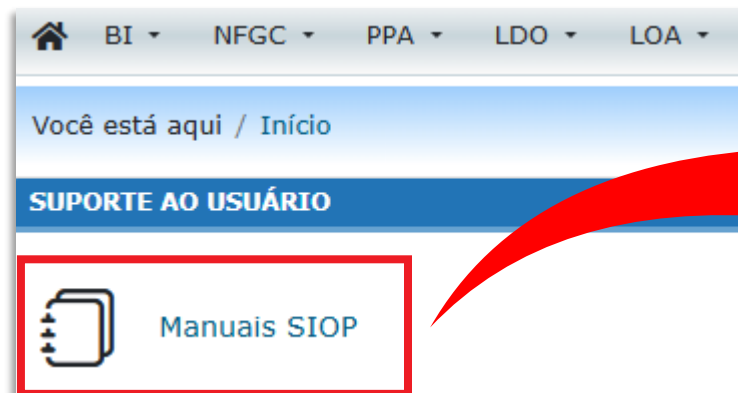 BI NFGC PPA LDO LOA
Você está aqui / Início
SUPORTE AO USUÁRIO
Manuais SIOP